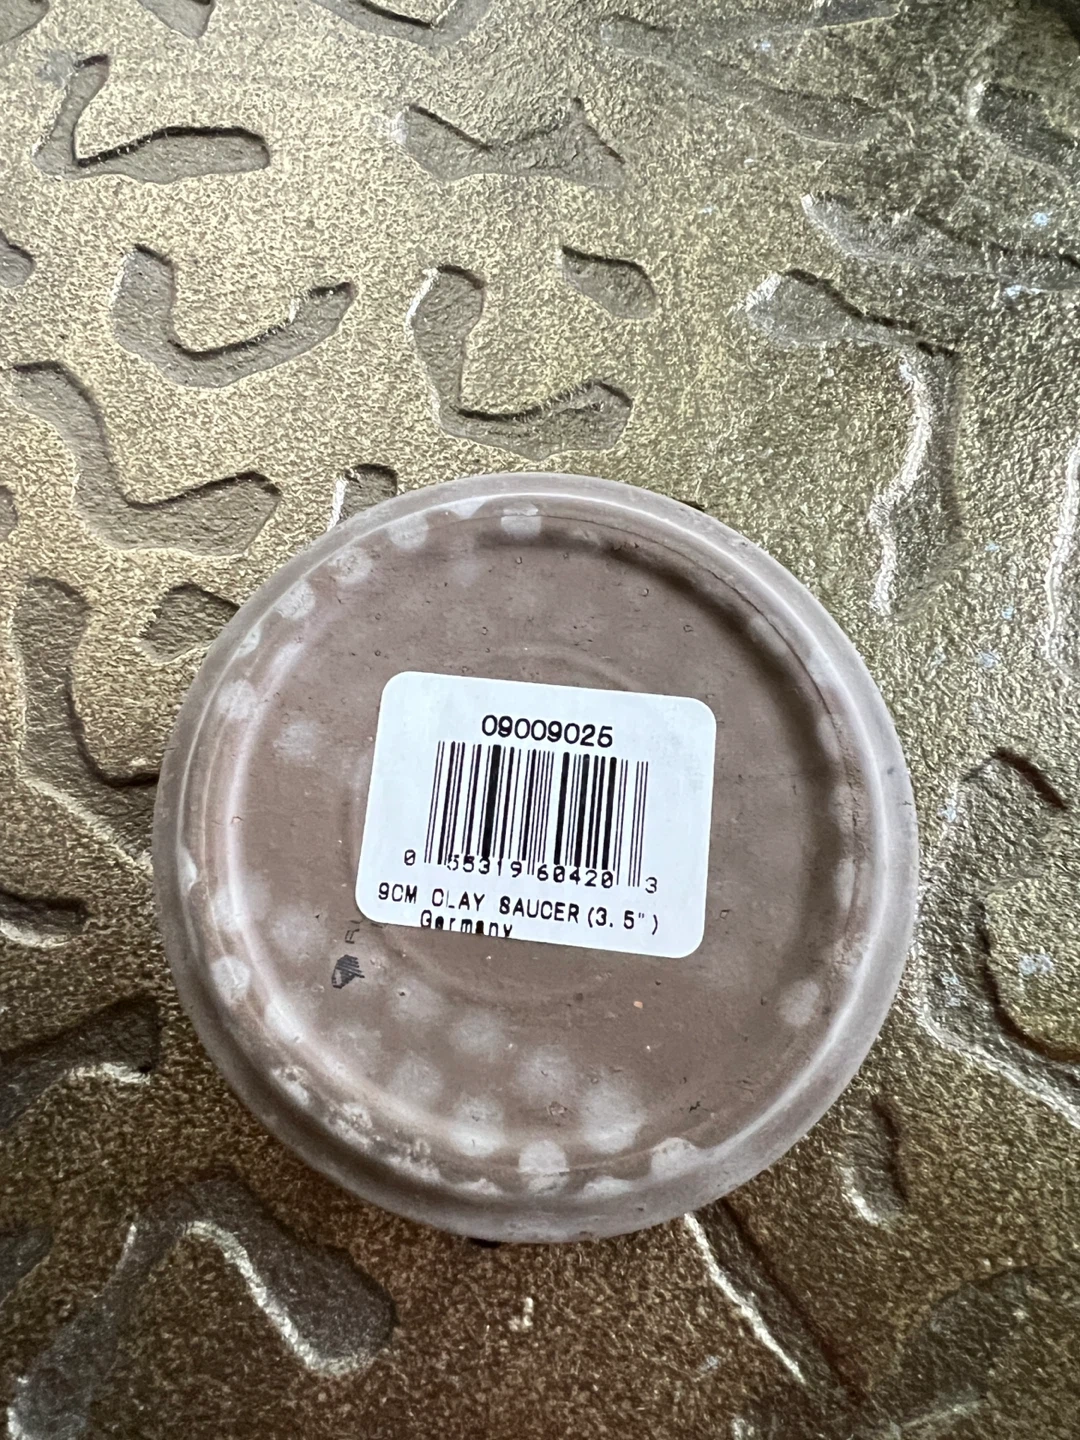 09009025
0 55319 60420 3
9CM CLAY SAUCER (3.5")
Germany